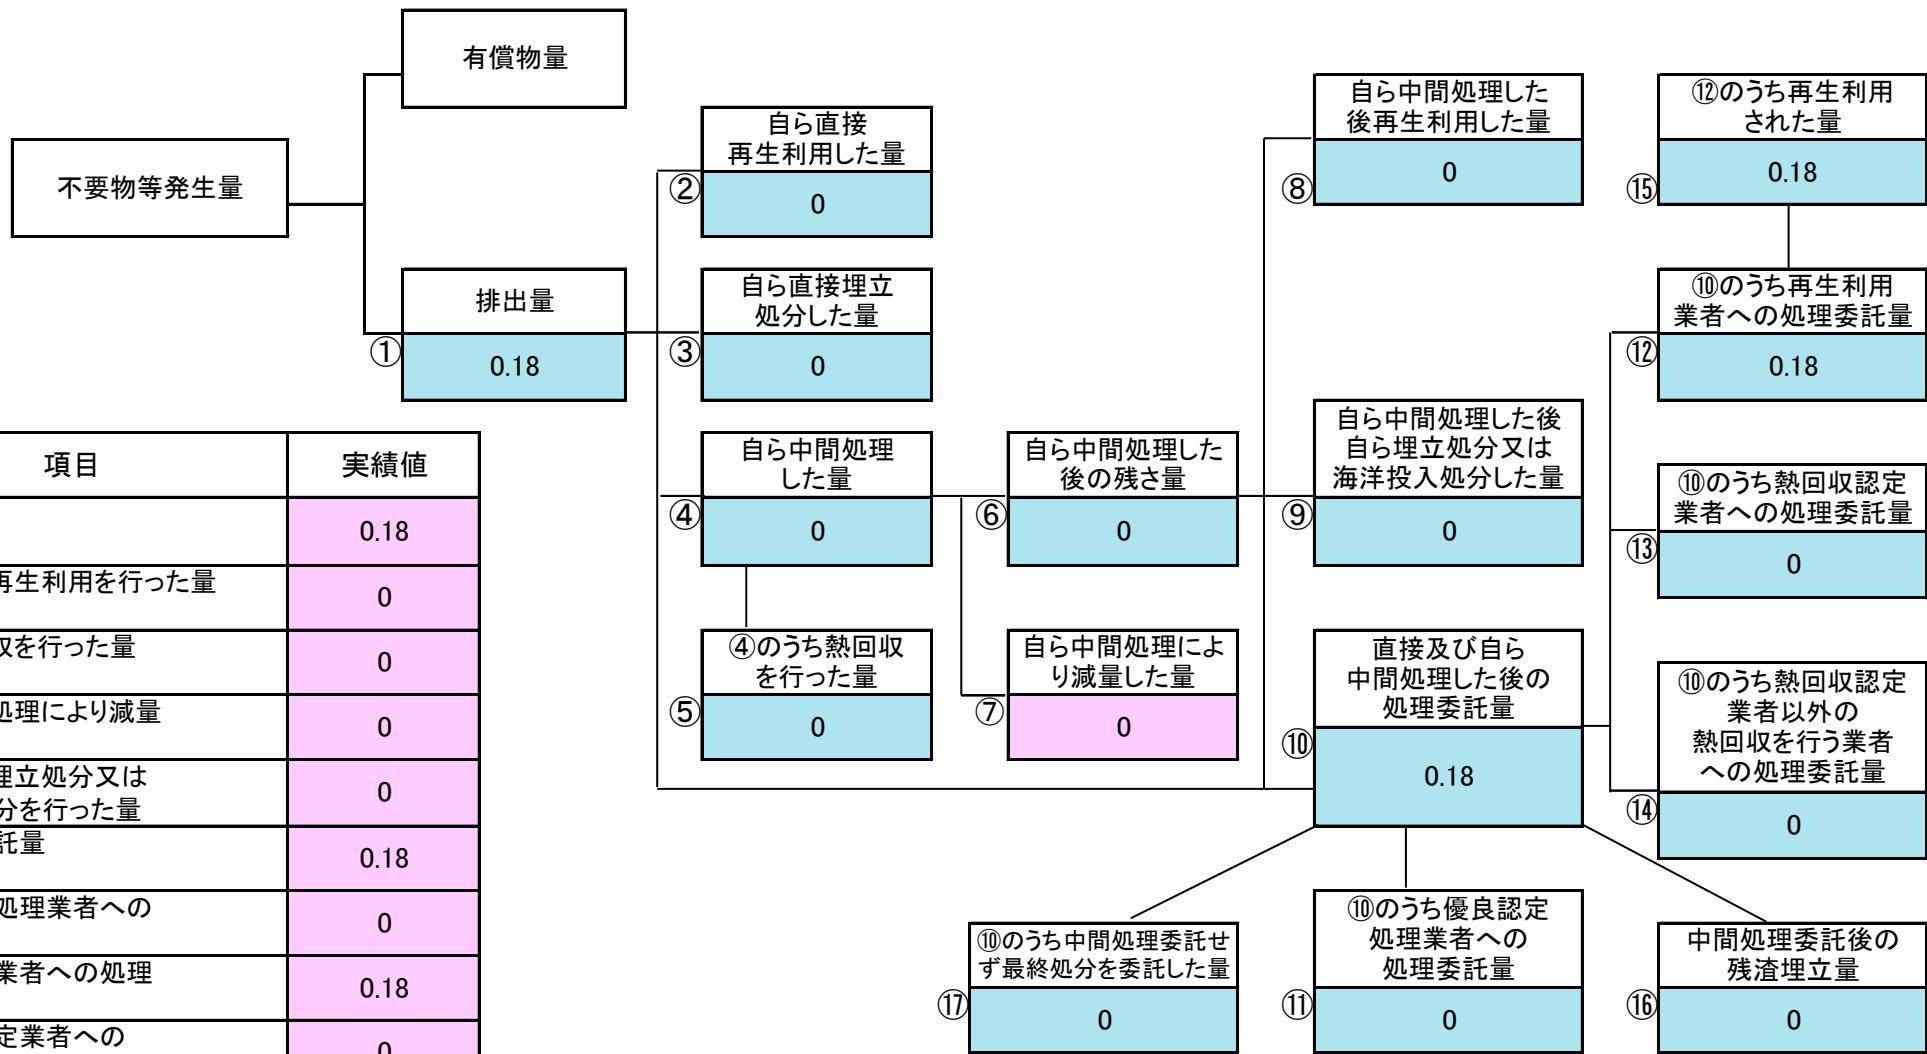 有償物量
不要物等発生量
排出量
①
0.18
自ら直接
再生利用した量
②
0
自ら直接埋立
処分した量
③
0
自ら中間処理
した量
④
0
④のうち熱回収
を行った量
⑤
0
自ら中間処理した
後の残さ量
⑥
0
自ら中間処理によ
り減量した量
⑦
0
自ら中間処理した
後再生利用した量
⑧
0
自ら中間処理した後
自ら埋立処分又は
海洋投入処分した量
⑨
0
直接及び自ら
中間処理した後の
処理委託量
⑩
0.18
⑫のうち再生利用
された量
⑮
0.18
⑩のうち再生利用
業者への処理委託量
⑫
0.18
⑩のうち熱回収認定
業者への処理委託量
⑬
0
⑩のうち熱回収認定
業者以外の
熱回収を行う業者
への処理委託量
⑭
0
⑩のうち中間処理委託せ
ず最終処分を委託した量
⑰
0
⑩のうち優良認定
処理業者への
処理委託量
⑪
0
中間処理委託後の
残渣埋立量
⑯
0
項目 実績値
0.18
再生利用を行った量 0
を行った量 0
処理により減量 0
埋立処分又は
分を行った量 0
託量 0.18
処理業者への 0
業者への処理 0.18
定業者への 0